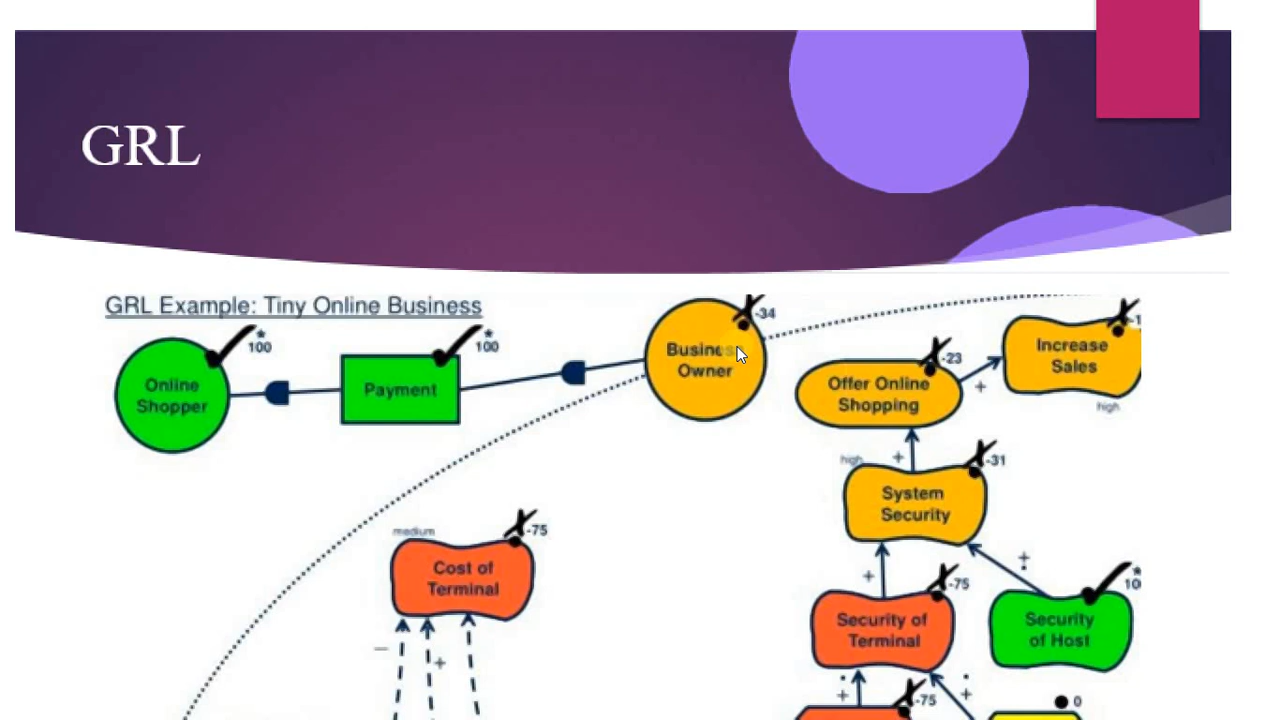 GRL
GRL Example: Tiny Online Business
*
100
Online
Shopper
*
100
Payment
-34
Business
Owner
-23
Offer Online
Shopping
+
Increase
Sales
high
+
high
-31
System
Security
medium
-75
Cost of
Terminal
+
+
-75
Security of
Terminal
*
Security
of Host
−
+
+
-75
+
0